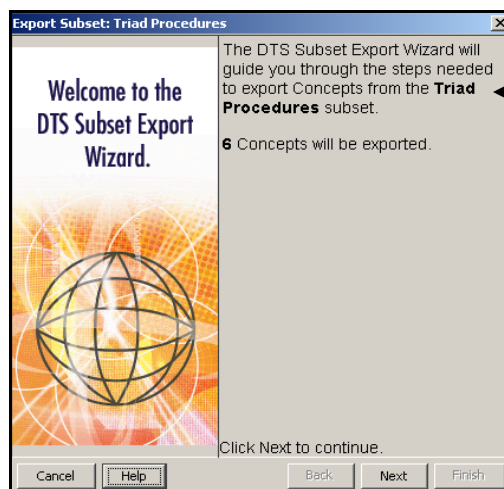 Export Subset: Triad Procedures
Welcome to the
DTS Subset Export
Wizard.
The DTS Subset Export Wizard will
guide you through the steps needed
to export Concepts from the Triad
Procedures subset.
6 Concepts will be exported.
Click Next to continue.
Cancel Help Back Next Finish